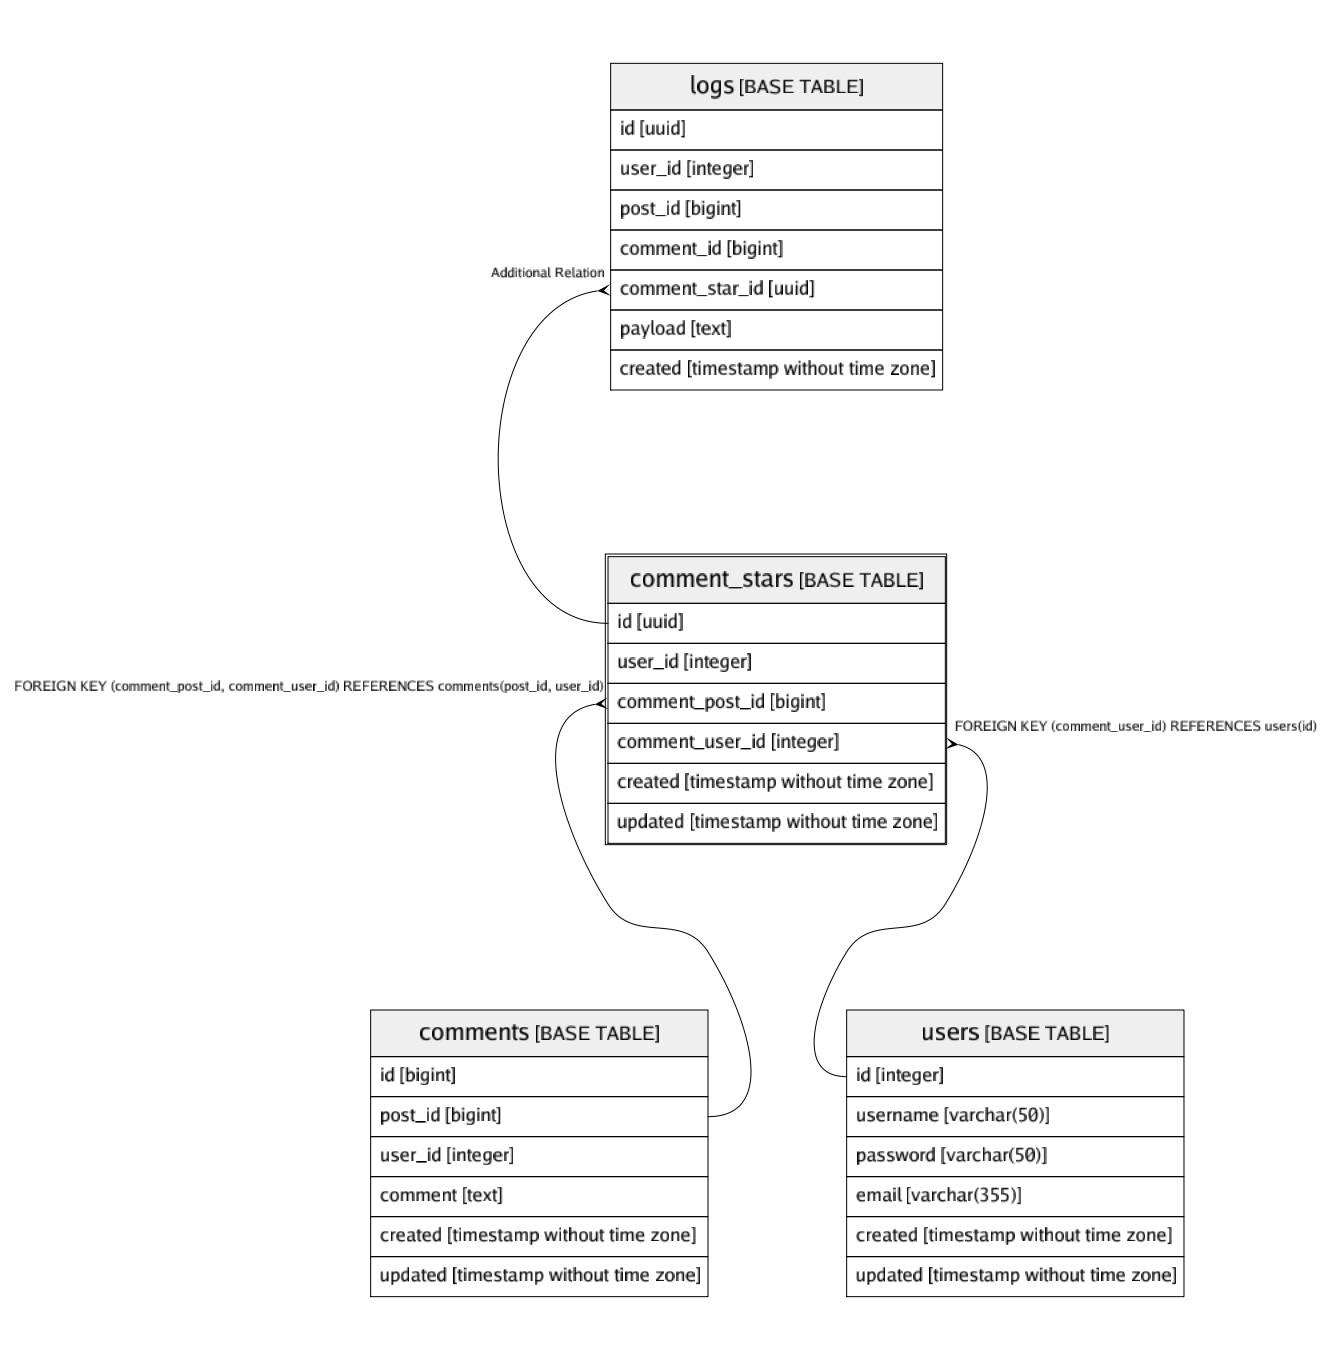 logs [BASE TABLE]
id [uuid]
user_id [integer]
post_id [bigint]
comment_id [bigint]
Additional Relation
comment_star_id [uuid]
payload [text]
created [timestamp without time zone]
comment_stars [BASE TABLE]
id [uuid]
user_id [integer]
FOREIGN KEY (comment_post_id, comment_user_id) REFERENCES comments(post_id, user_id)
comment_post_id [bigint]
FOREIGN KEY (comment_user_id) REFERENCES users(id)
comment_user_id [integer]
created [timestamp without time zone]
updated [timestamp without time zone]
comments [BASE TABLE]
id [bigint]
post_id [bigint]
user_id [integer]
comment [text]
created [timestamp without time zone]
updated [timestamp without time zone]
users [BASE TABLE]
id [integer]
username [varchar(50)]
password [varchar(50)]
email [varchar(355)]
created [timestamp without time zone]
updated [timestamp without time zone]